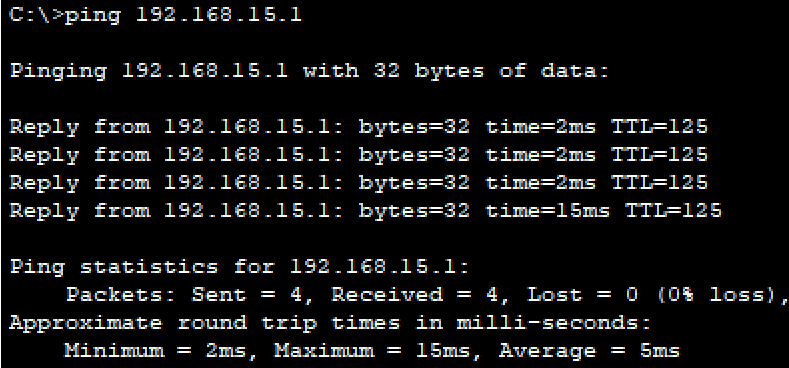 C:\>ping 192.168.15.1
Pinging 192.168.15.1 with 32 bytes of data:
Reply from 192.168.15.1: bytes=32 time=2ms TTL=125
Reply from 192.168.15.1: bytes=32 time=2ms TTL=125
Reply from 192.168.15.1: bytes=32 time=2ms TTL=125
Reply from 192.168.15.1: bytes=32 time=15ms TTL=125
Ping statistics for 192.168.15.1:
    Packets: Sent = 4, Received = 4, Lost = 0 (0% loss),
Approximate round trip times in milli-seconds:
    Minimum = 2ms, Maximum = 15ms, Average = 5ms